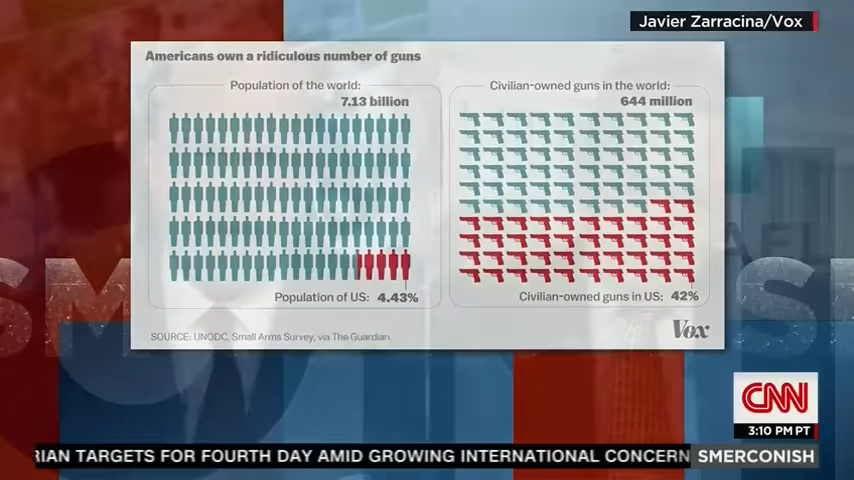 Javier Zarracina/Vox
Americans own a ridiculous number of guns
Population of the world:
7.13 billion
Population of US: 4.43%
Civilian-owned guns in the world:
644 million
Civilian-owned guns in US: 42%
SOURCE: UNODC, Small Arms Survey, via The Guardian
Vox
SM
AEL
SH
CNN
3:10 PM PT
RIAN TARGETS FOR FOURTH DAY AMID GROWING INTERNATIONAL CONCERN
SMERCONISH